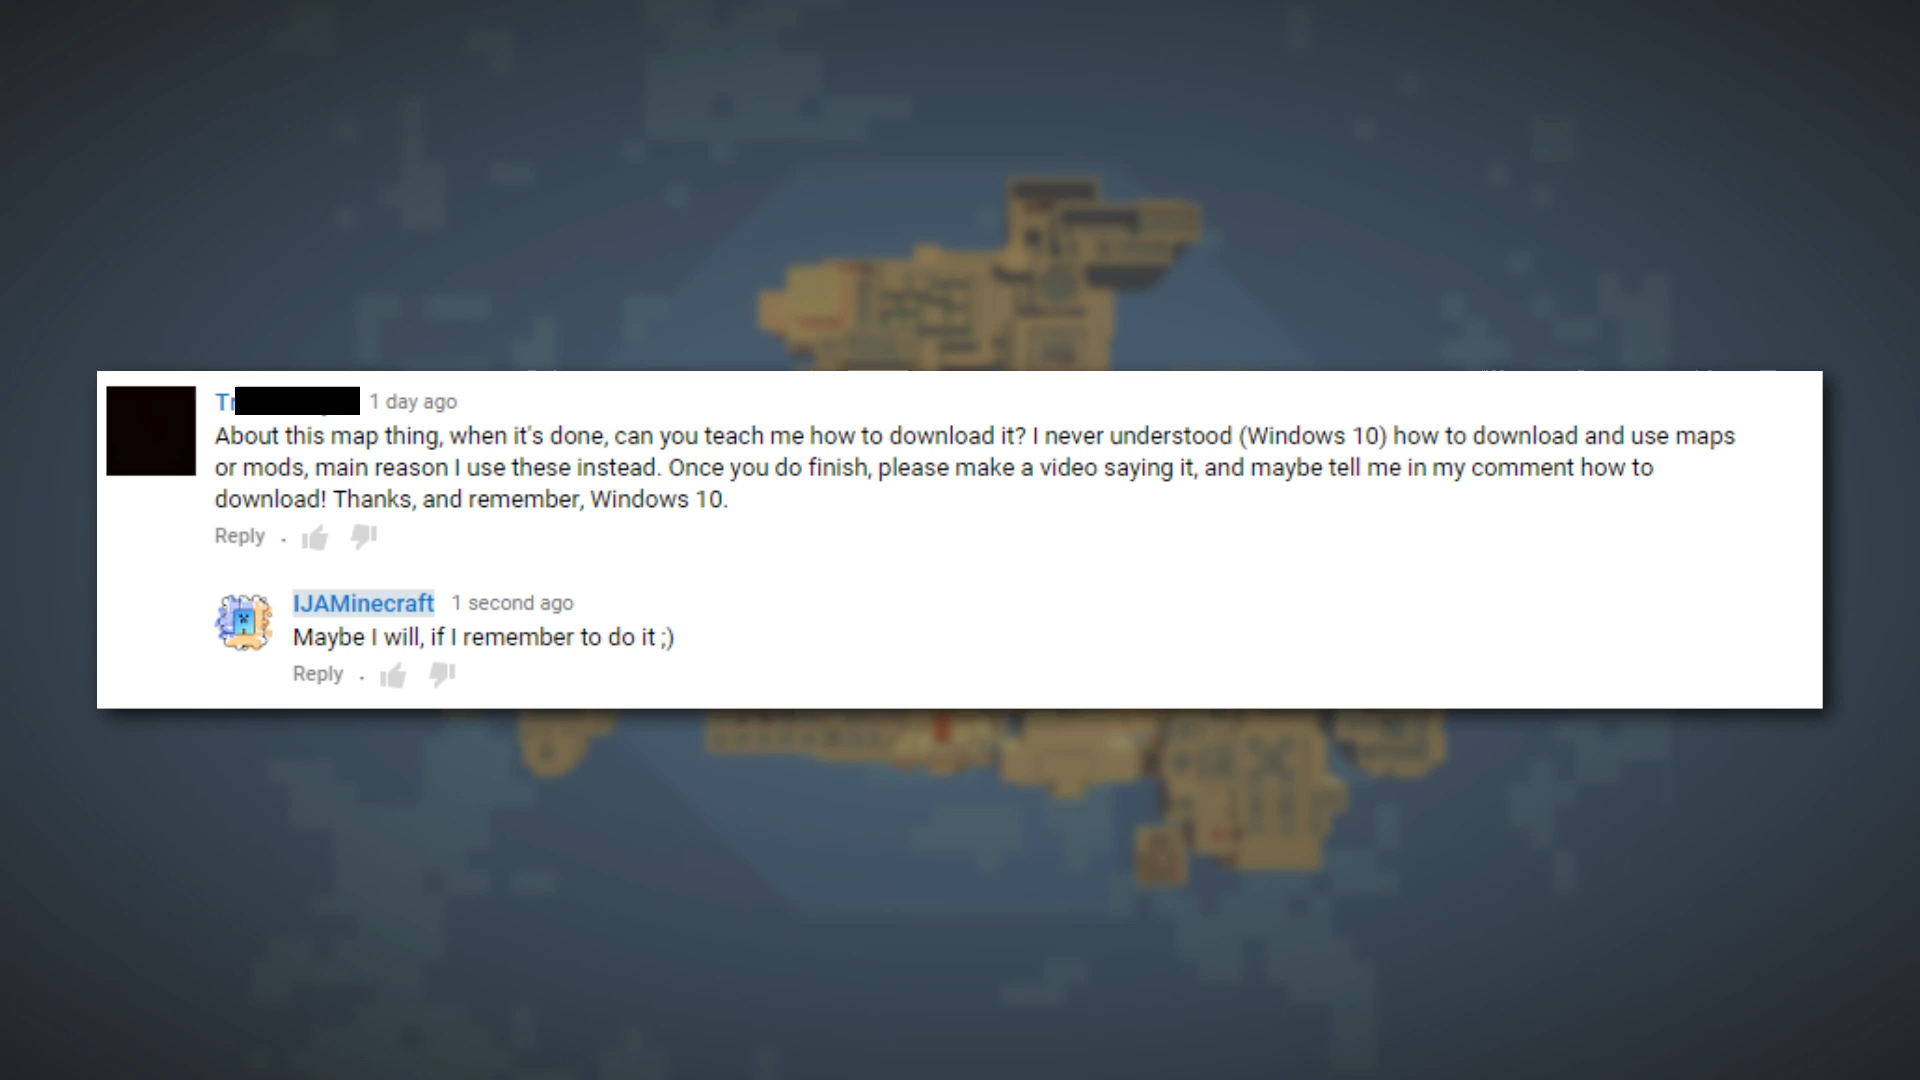 Tr 1 day ago
About this map thing, when it's done, can you teach me how to download it? I never understood (Windows 10) how to download and use maps
or mods, main reason I use these instead. Once you do finish, please make a video saying it, and maybe tell me in my comment how to
download! Thanks, and remember, Windows 10.
Reply .
IJAMinecraft 1 second ago
Maybe I will, if I remember to do it ;)
Reply .